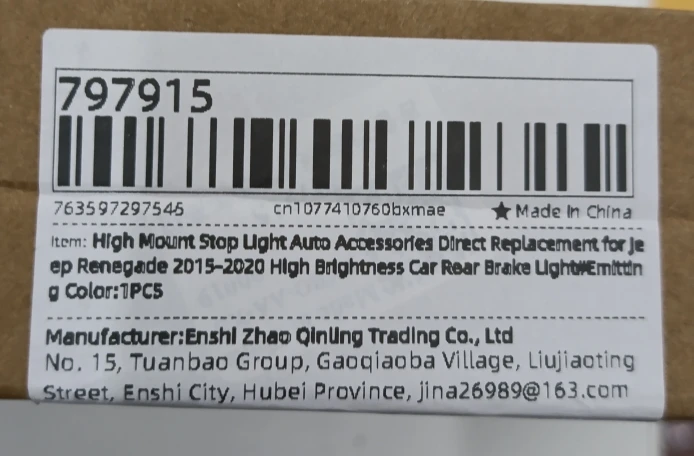 797915
763597297545 cn1077410760bxmae ★ Made In China
Item: High Mount Stop Light Auto Accessories Direct Replacement for Je
ep Renegade 2015-2020 High Brightness Car Rear Brake Light#Emittin
g Color:1PCS
Manufacturer:Enshi Zhao Qinling Trading Co., Ltd
No. 15, Tuanbao Group, Gaoqiaoba Village, Liujiaoting
Street, Enshi City, Hubei Province, jina26989@163.com